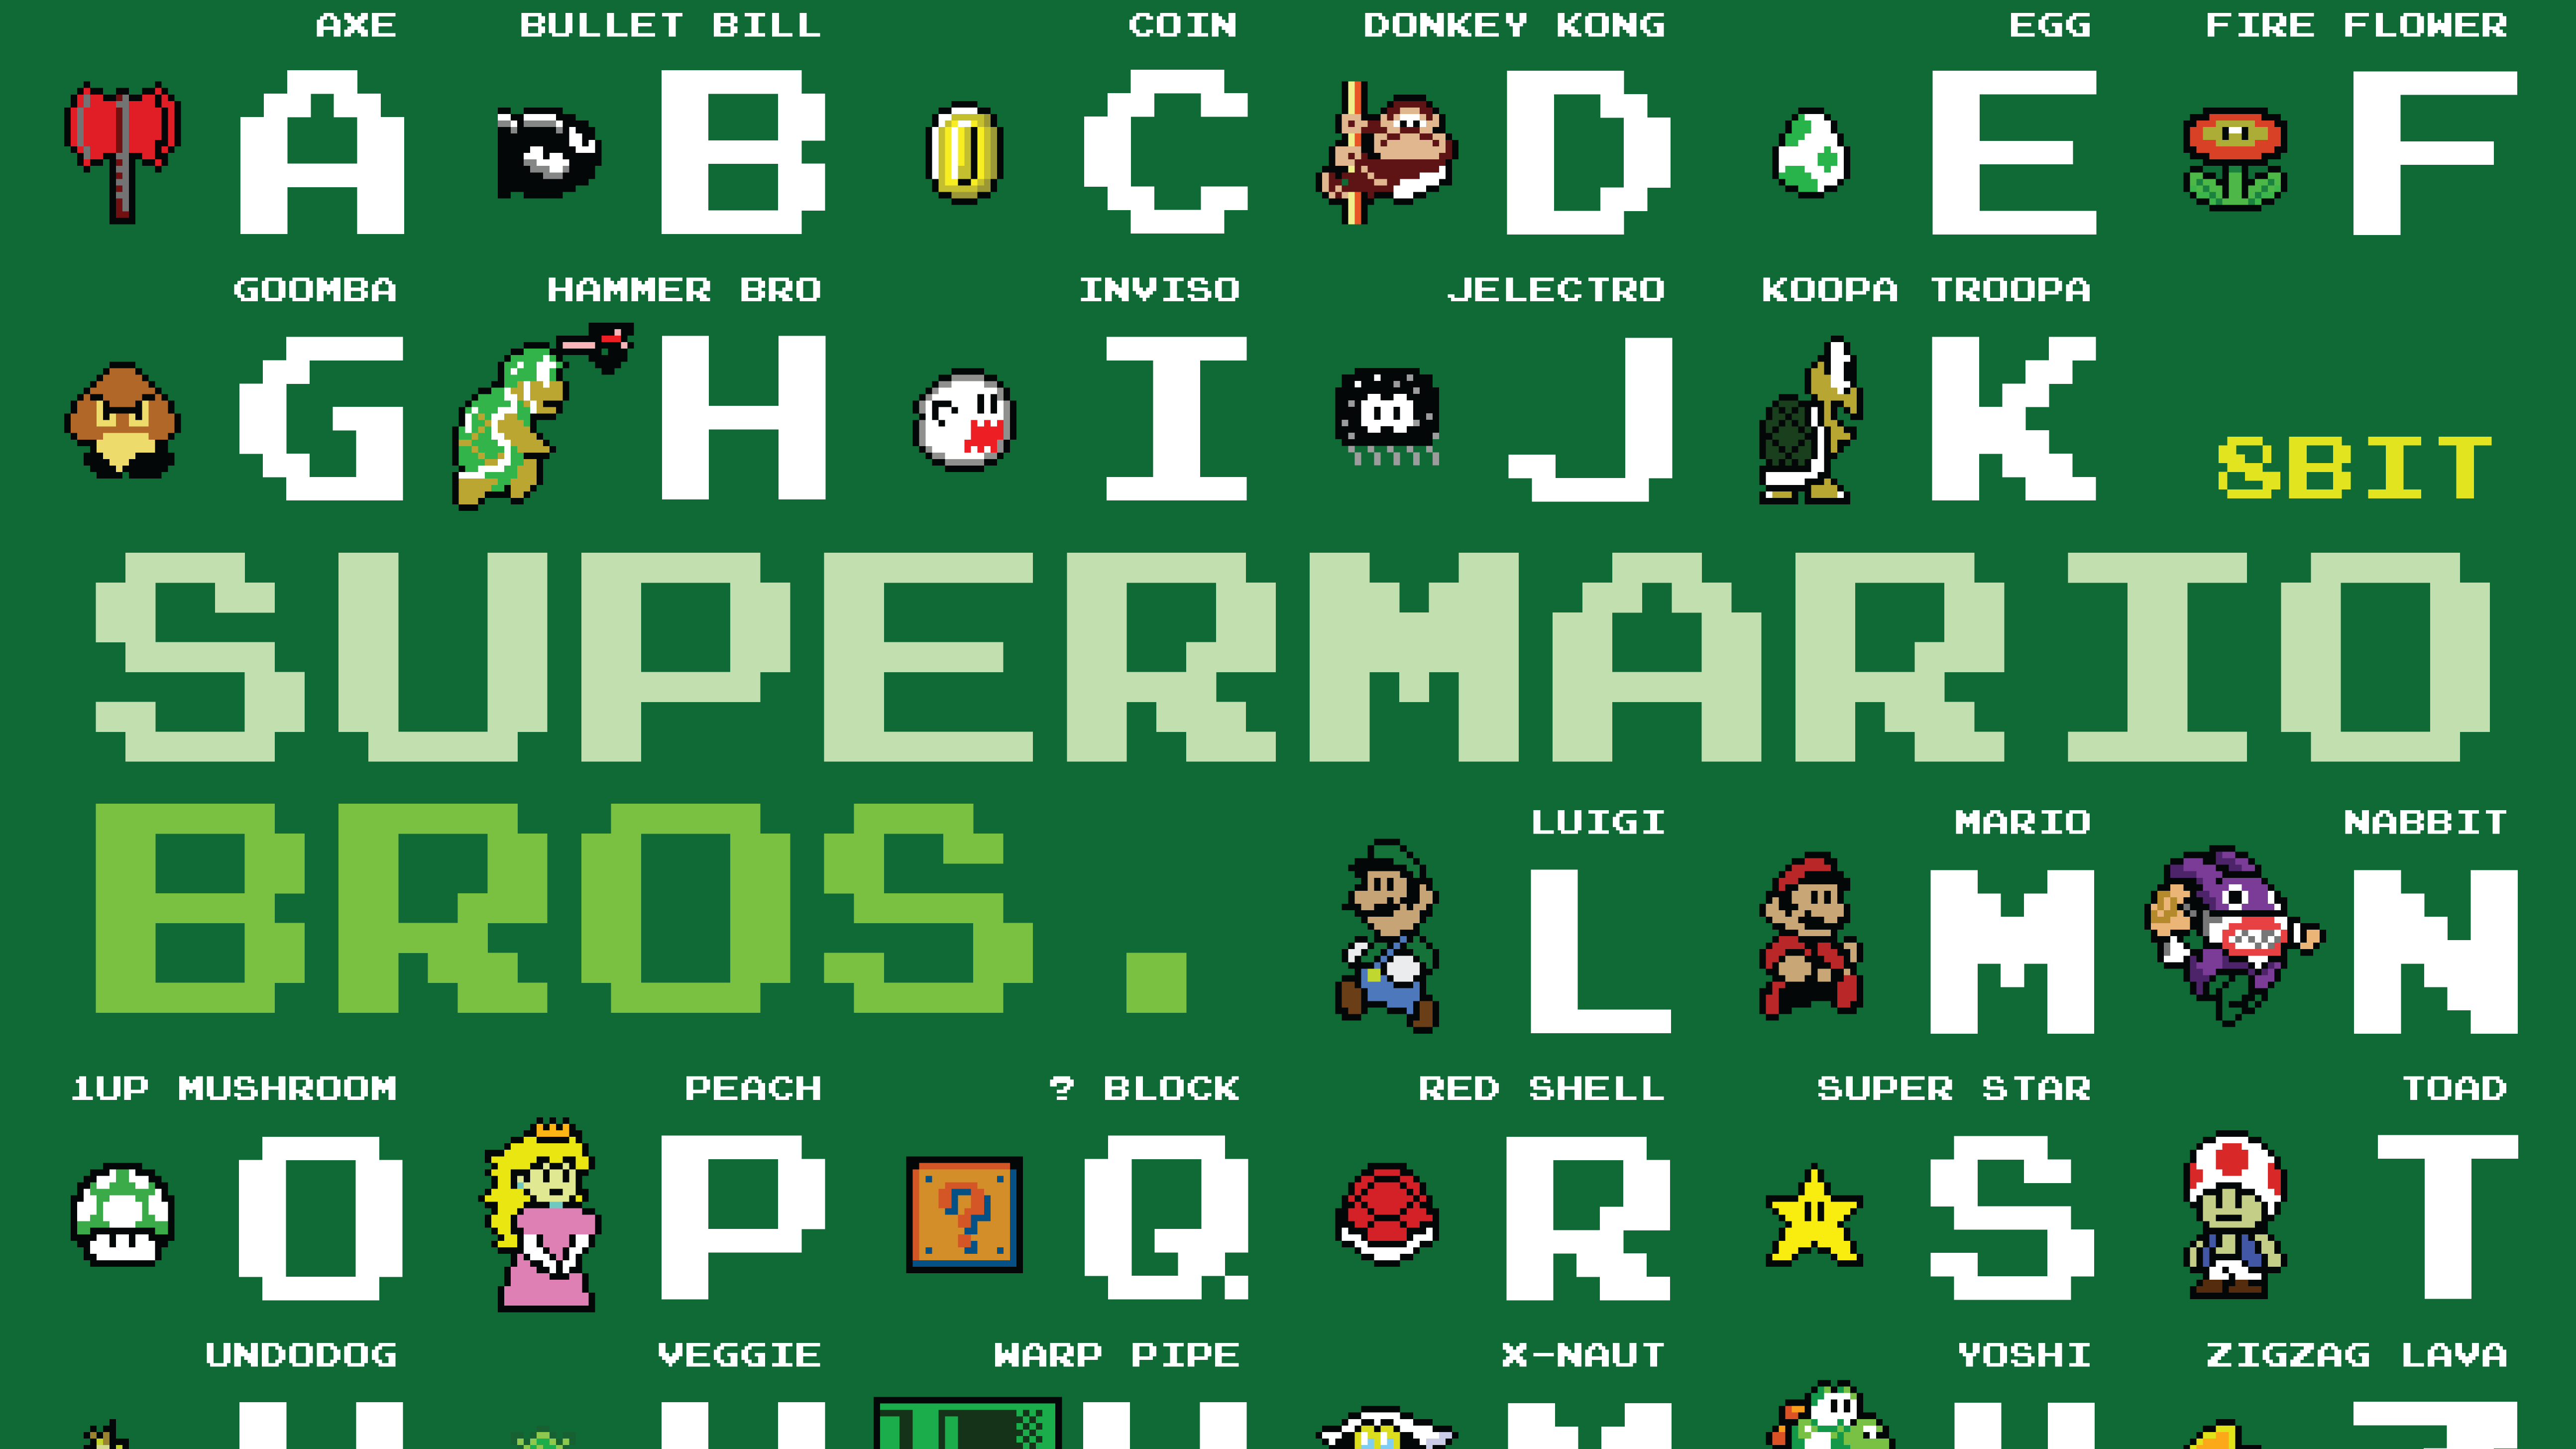 AXE BULLET BILL COIN DONKEY KONG EGG FIRE FLOWER
A B C D E F
GOOMBA HAMMER BRO INVISO JELECTRO KOOPA TROOPA
G H I J K 8BIT
SUPERMARIO
BROS.
LUIGI MARIO NABBIT
L M N
1UP MUSHROOM PEACH ? BLOCK RED SHELL SUPER STAR TOAD
O P ? Q R S T
UNDODOG VEGGIE WARP PIPE X-NAUT YOSHI ZIGZAG LAVA